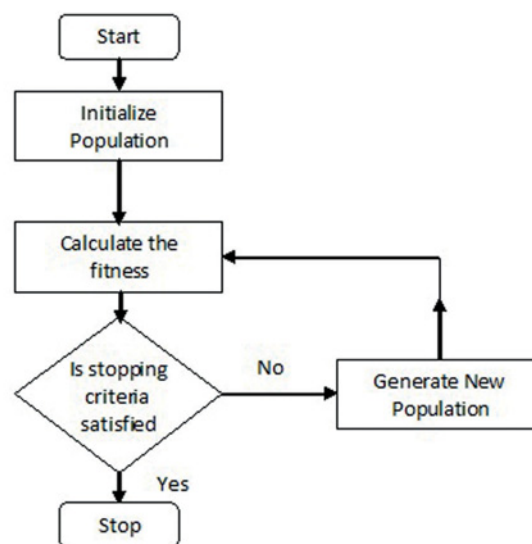 Start
Initialize
Population
Calculate the
fitness
Is stopping
criteria
satisfied
No
Generate New
Population
Yes
Stop